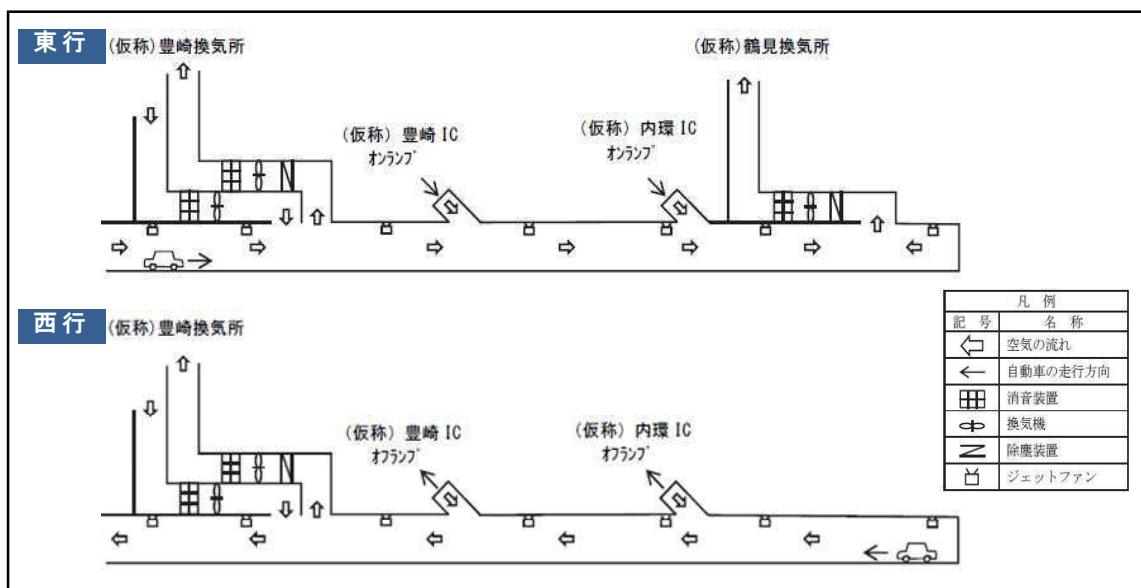 東行
(仮称)豊崎換気所
(仮称)鶴見換気所
(仮称) 豊崎 IC
オンランプ
(仮称) 内環 IC
オンランプ
西行
(仮称)豊崎換気所
(仮称) 豊崎 IC
オフランプ
(仮称) 内環 IC
オフランプ
凡 例
記 号 名 称
空気の流れ
自動車の走行方向
消音装置
換気機
除塵装置
ジェットファン